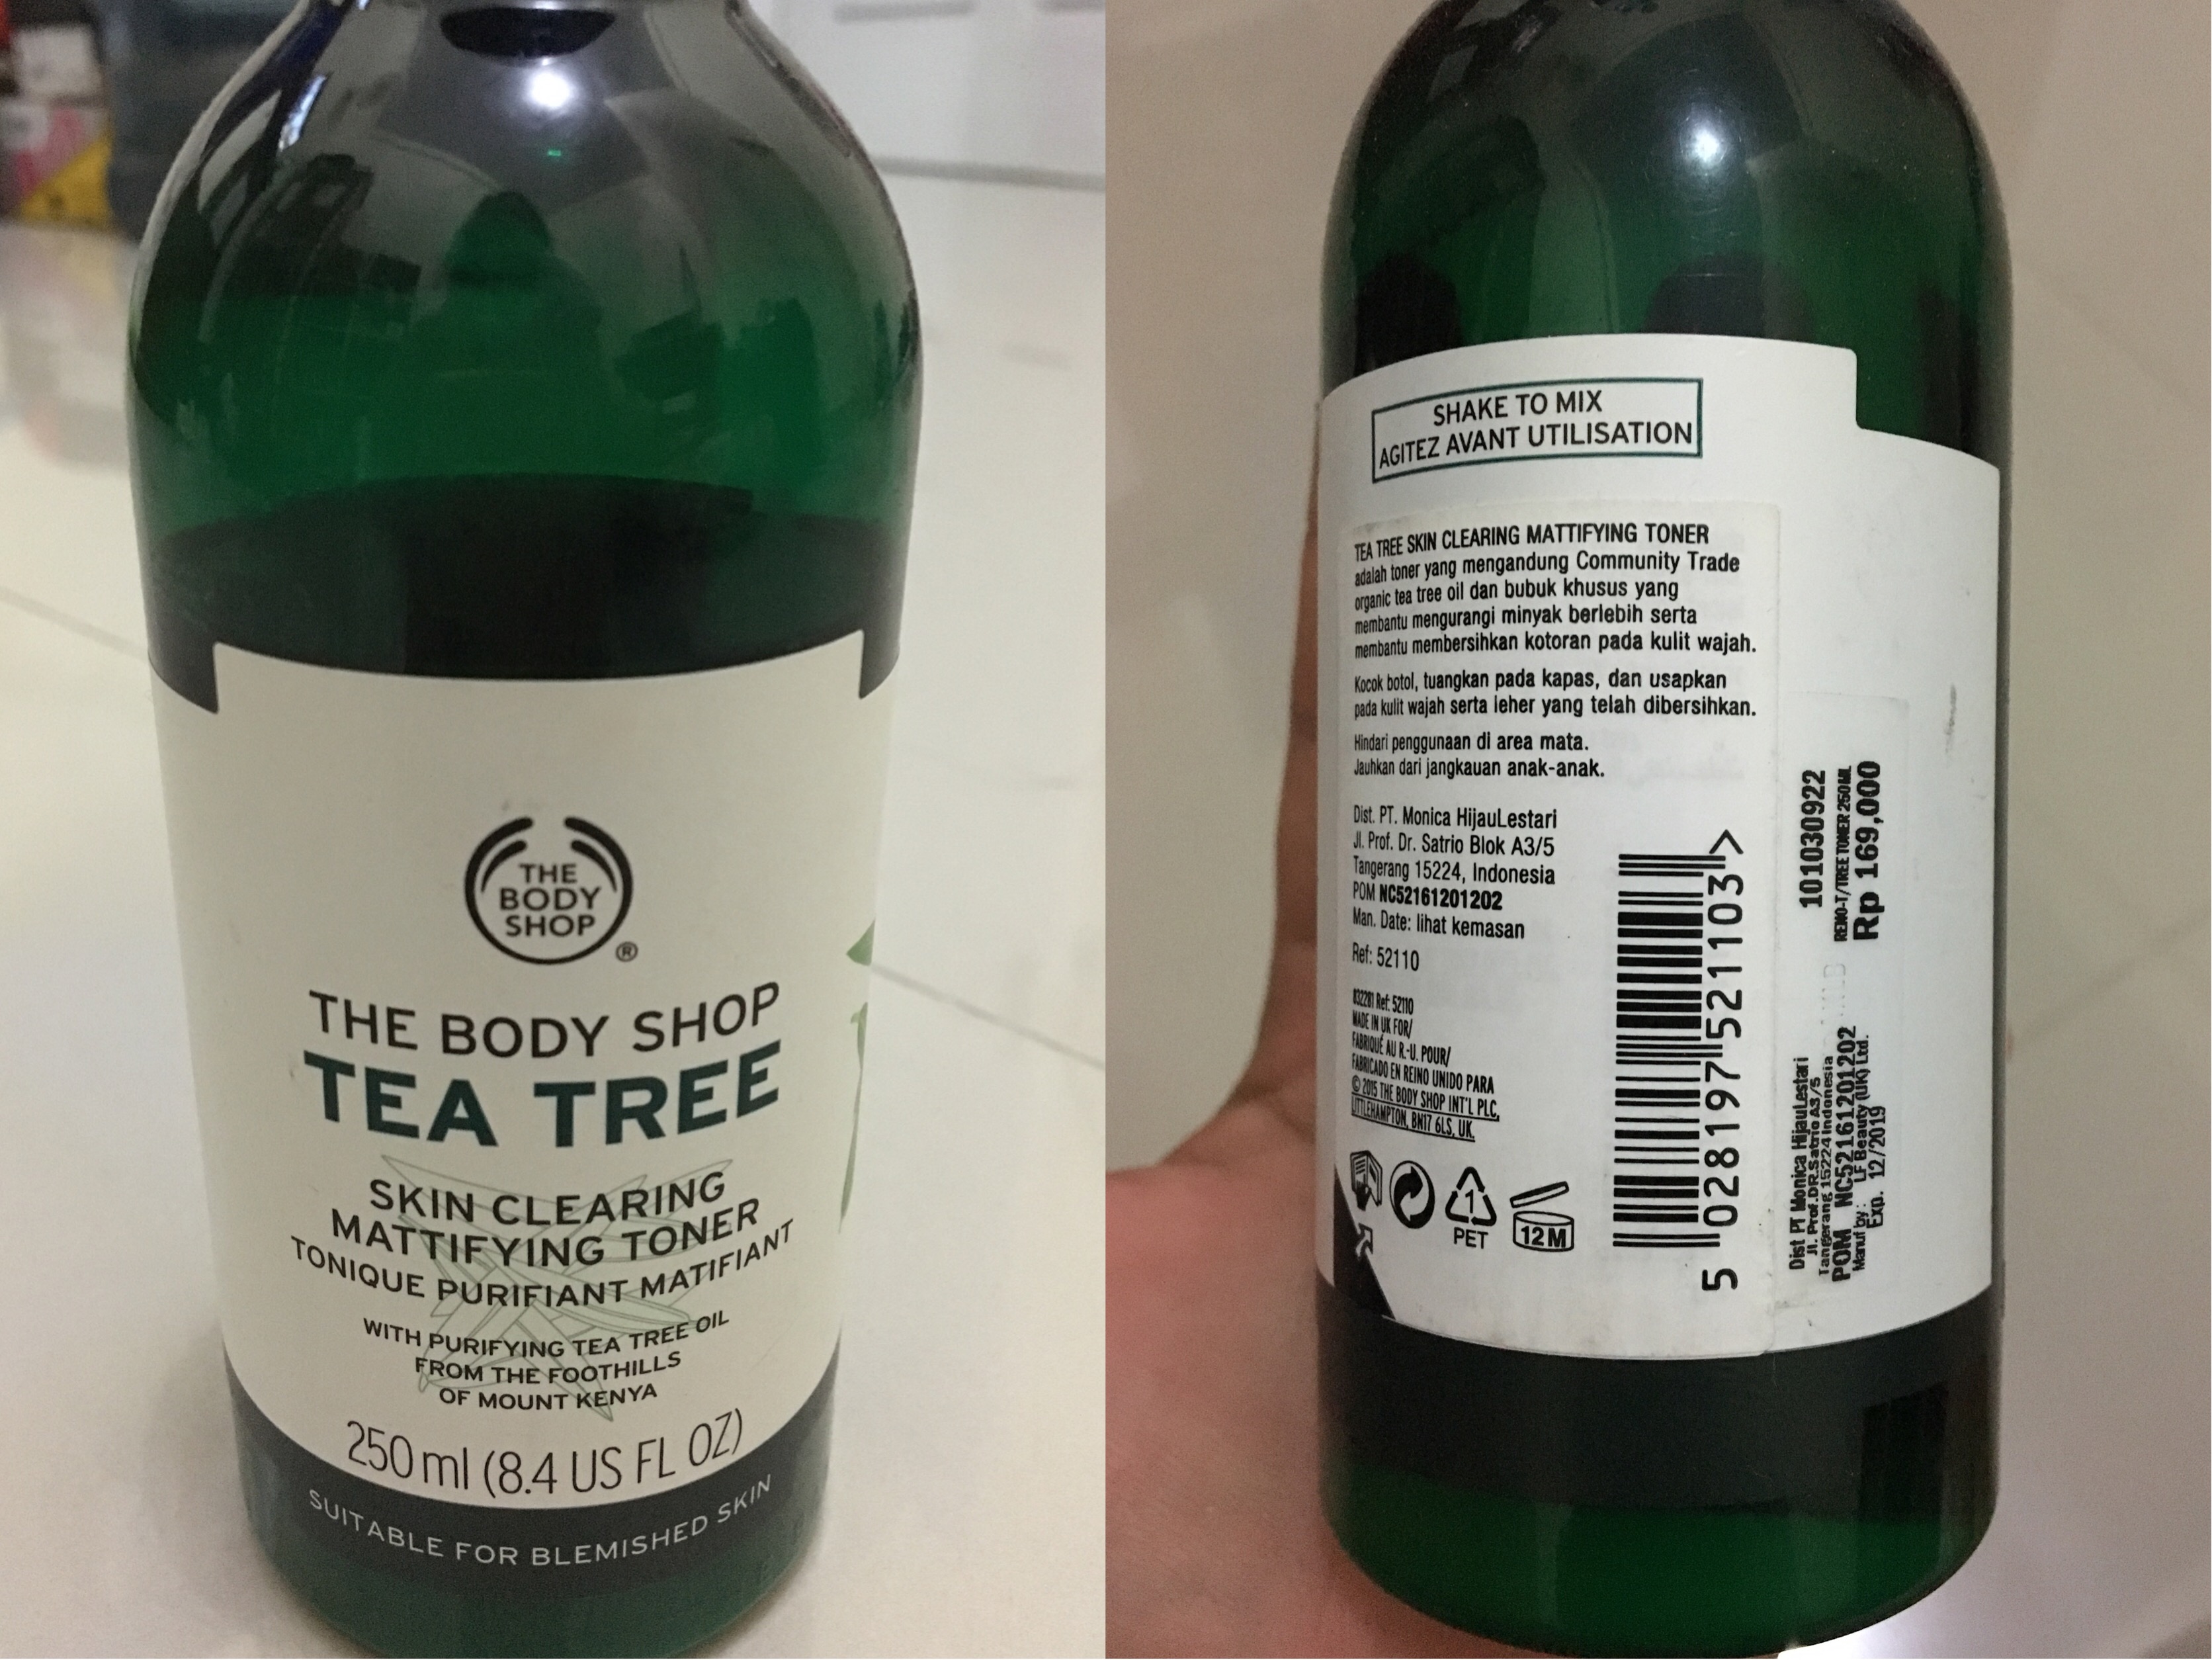 THE
BODY
SHOP
®
THE BODY SHOP
TEA TREE
SKIN CLEARING
MATTIFYING TONER
TONIQUE PURIFIANT MATIFIANT
WITH PURIFYING TEA TREE OIL
FROM THE FOOTHILLS
OF MOUNT KENYA
250 ml (8.4 US FL OZ)
SUITABLE FOR BLEMISHED SKIN
SHAKE TO MIX
AGITEZ AVANT UTILISATION
TEA TREE SKIN CLEARING MATTIFYING TONER
adalah toner yang mengandung Community Trade
organic tea tree oil dan bubuk khusus yang
membantu mengurangi minyak berlebih serta
membantu membersihkan kotoran pada kulit wajah.
Kocok botol, tuangkan pada kapas, dan usapkan
pada kulit wajah serta leher yang telah dibersihkan.
Hindari penggunaan di area mata.
Jauhkan dari jangkauan anak-anak.
Dist. PT. Monica HijauLestari
Jl. Prof. Dr. Satrio Blok A3/5
Tangerang 15224, Indonesia
POM NC52161201202
Man. Date: lihat kemasan
Ref: 52110
832281 Ref: 52110
MADE IN UK FOR/
FABRIQUÉ AU R.-U. POUR/
FABRICADO EN REINO UNIDO PARA
© 2015 THE BODY SHOP INT'L PLC,
LITTLEHAMPTON, BN17 6LS, UK.
1
PET
12 M
5 028197 521103 >
101030922
RENO-T/TREE TONER 250ML
Rp 169,000
Dist PT Monica HijauLestari
Jl. Prof.DR.Satrio A3/5
Tangerang 15224 Indonesia
POM NC52161201202
Manuf by: LF Beauty (UK) Ltd.
Exp. 12/2019